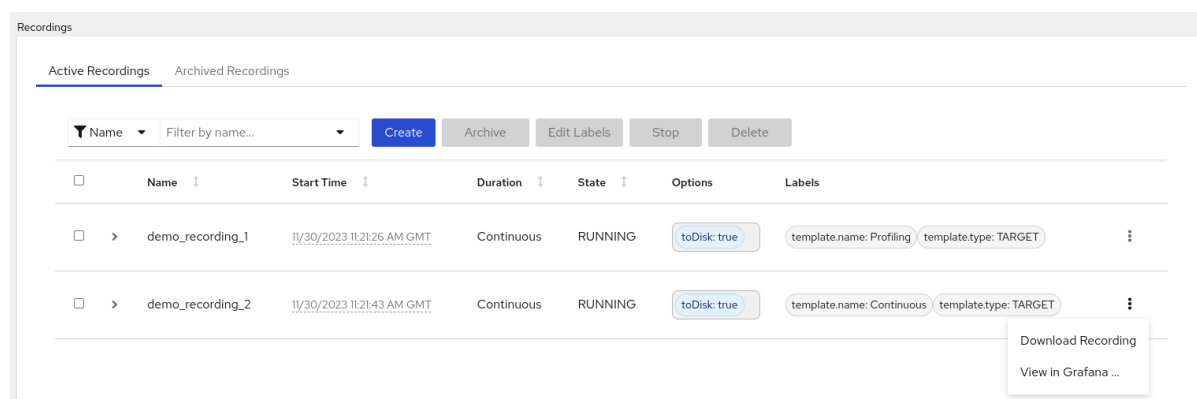 Recordings
Active Recordings Archived Recordings
Name Filter by name... Create Archive Edit Labels Stop Delete
Name Start Time Duration State Options Labels
demo_recording_1 11/30/2023 11:21:26 AM GMT Continuous RUNNING toDisk: true template.name: Profiling template.type: TARGET
demo_recording_2 11/30/2023 11:21:43 AM GMT Continuous RUNNING toDisk: true template.name: Continuous template.type: TARGET
Download Recording
View in Grafana ...